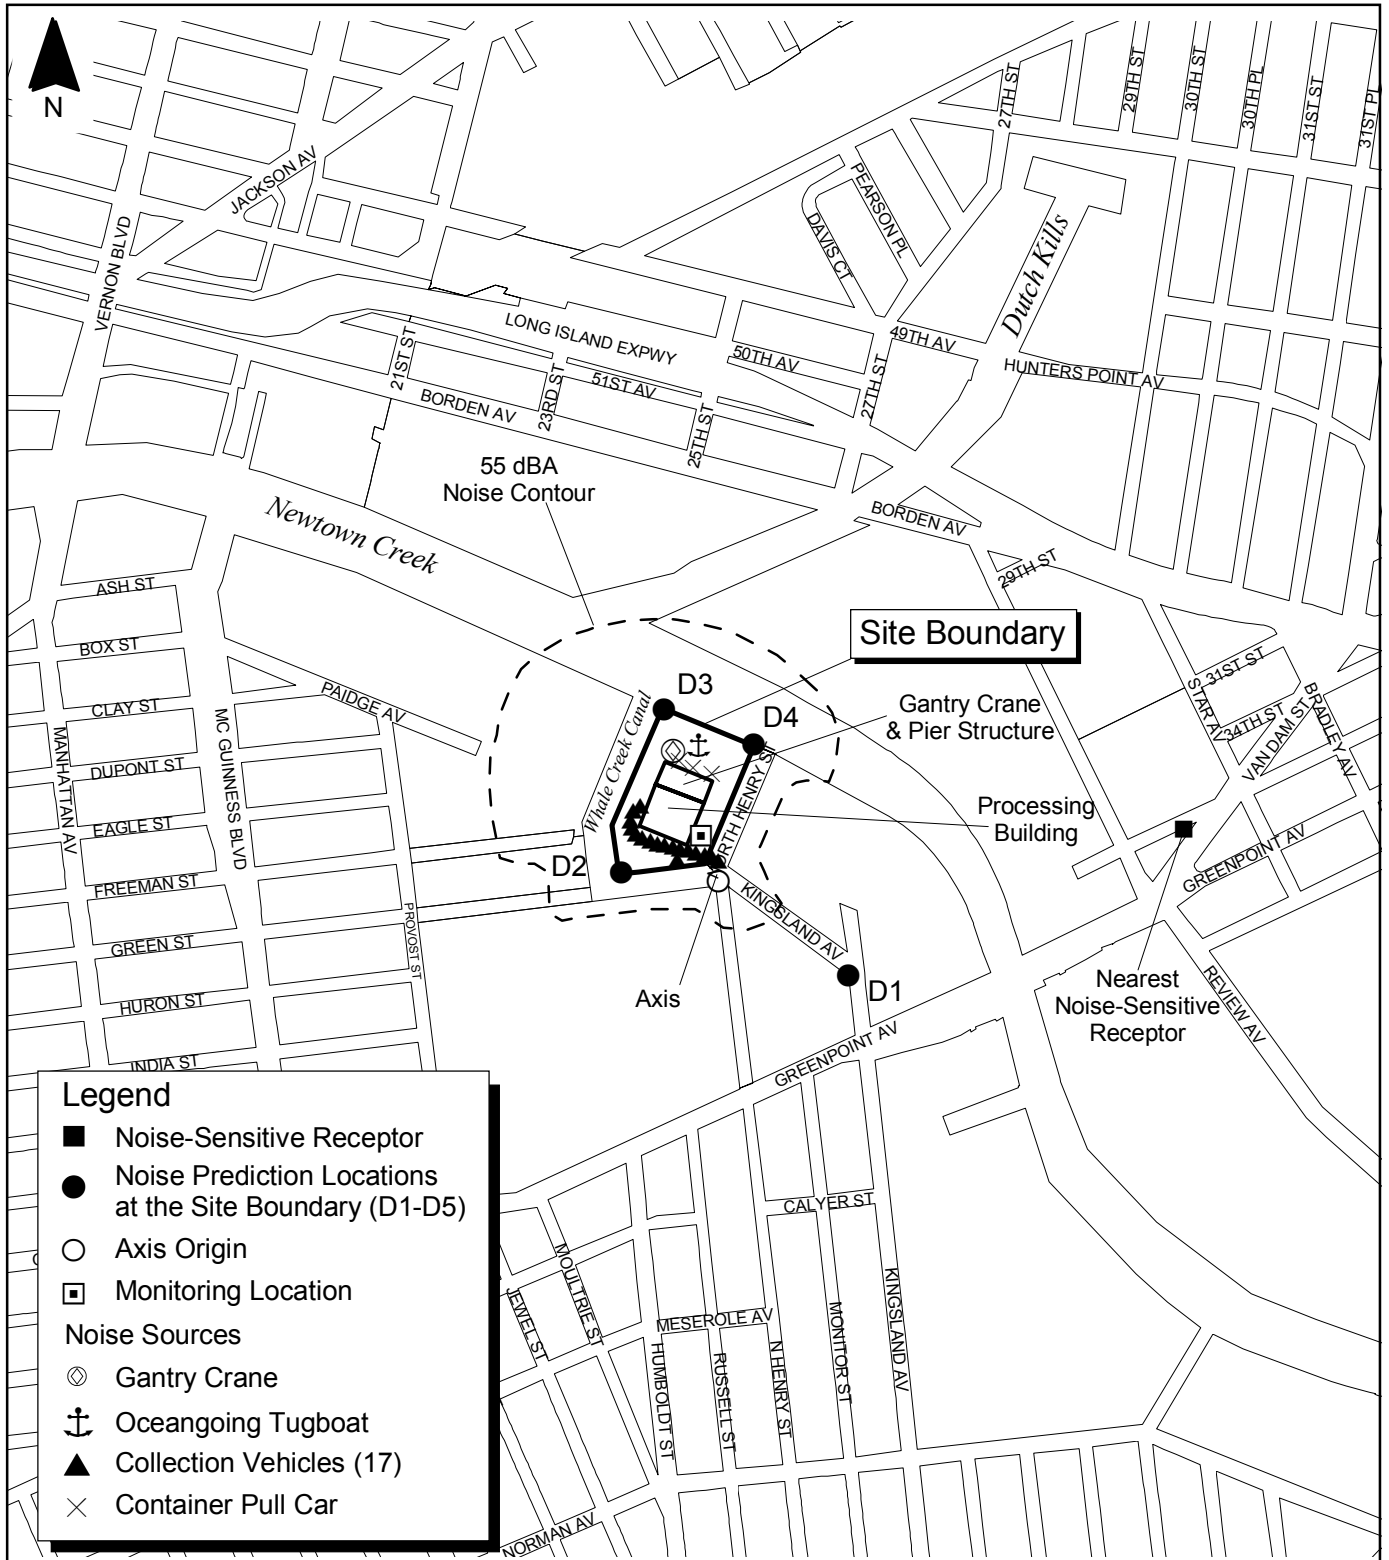 N
JACKSON AV
VERNON BLVD
27TH ST
29TH ST
30TH ST
30TH PL
31ST ST
31ST PL
PEARSON PL
DAVIS CT
Dutch Kills
LONG ISLAND EXPWY
50TH AV
49TH AV
HUNTERS POINT AV
21ST ST
23RD ST
51ST AV
25TH ST
27TH ST
BORDEN AV
55 dBA
Noise Contour
Newtown Creek
BORDEN AV
29TH ST
ASH ST
BOX ST
CLAY ST
DUPONT ST
EAGLE ST
FREEMAN ST
GREEN ST
HURON ST
INDIA ST
MANHATTAN AV
MC GUINNESS BLVD
PAIDGE AV
PROVOST ST
Whale Creek Canal
Site Boundary
D3
D4
Gantry Crane
& Pier Structure
Processing
Building
NORTH HENRY ST
D2
KINGSLAND AV
D1
Axis
31ST ST
STAR AV
34TH ST
VAN DAM ST
BRADLEY AV
GREENPOINT AV
Nearest
Noise-Sensitive
Receptor
REVIEW AV
GREENPOINT AV
CALYER ST
KINGSLAND AV
MOULTRIE ST
JEWEL ST
MESEROLE AV
HUMBOLDT ST
RUSSELL ST
N HENRY ST
MONITOR ST
NORMAN AV
Legend
Noise-Sensitive Receptor
Noise Prediction Locations
at the Site Boundary (D1-D5)
Axis Origin
Monitoring Location
Noise Sources
Gantry Crane
Oceangoing Tugboat
Collection Vehicles (17)
Container Pull Car